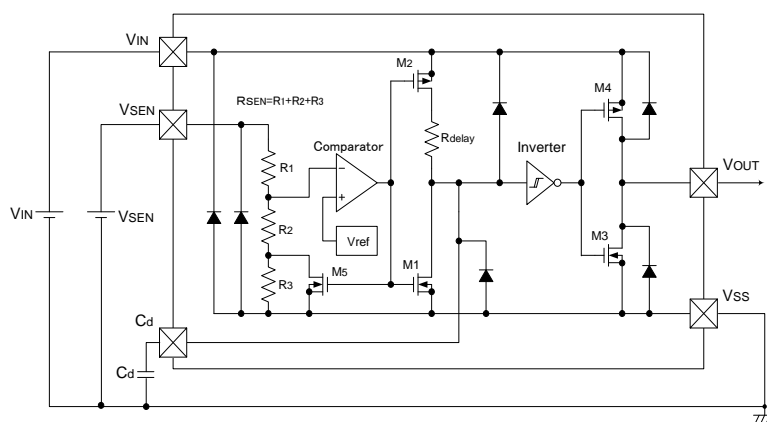 VIN
M2
M4
VSEN
RSEN=R1+R2+R3
Comparator
Rdelay
Inverter
R1
−
+
VOUT
VIN
VSEN
R2
Vref
M3
M5
M1
R3
Cd
VSS
Cd